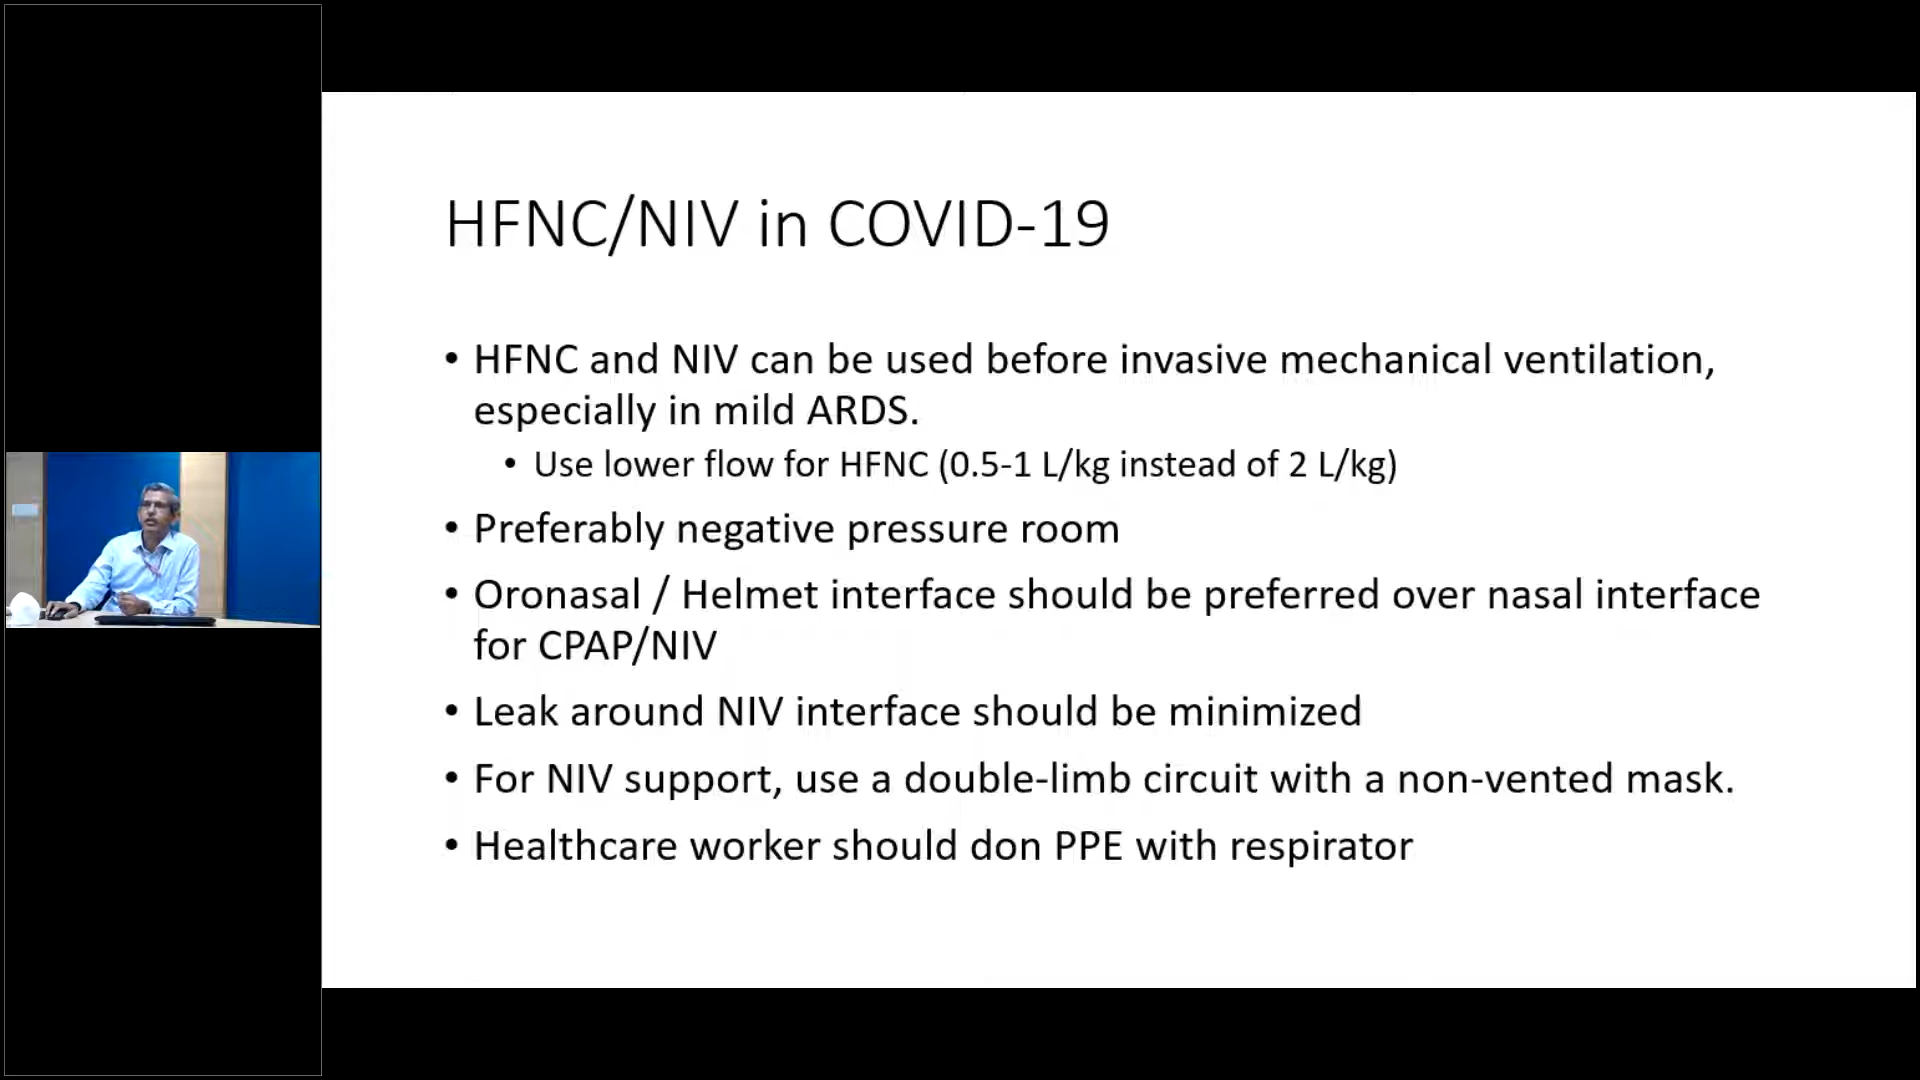 HFNC/NIV in COVID-19
• HFNC and NIV can be used before invasive mechanical ventilation,
especially in mild ARDS.
• Use lower flow for HFNC (0.5-1 L/kg instead of 2 L/kg)
• Preferably negative pressure room
• Oronasal / Helmet interface should be preferred over nasal interface
for CPAP/NIV
• Leak around NIV interface should be minimized
• For NIV support, use a double-limb circuit with a non-vented mask.
• Healthcare worker should don PPE with respirator